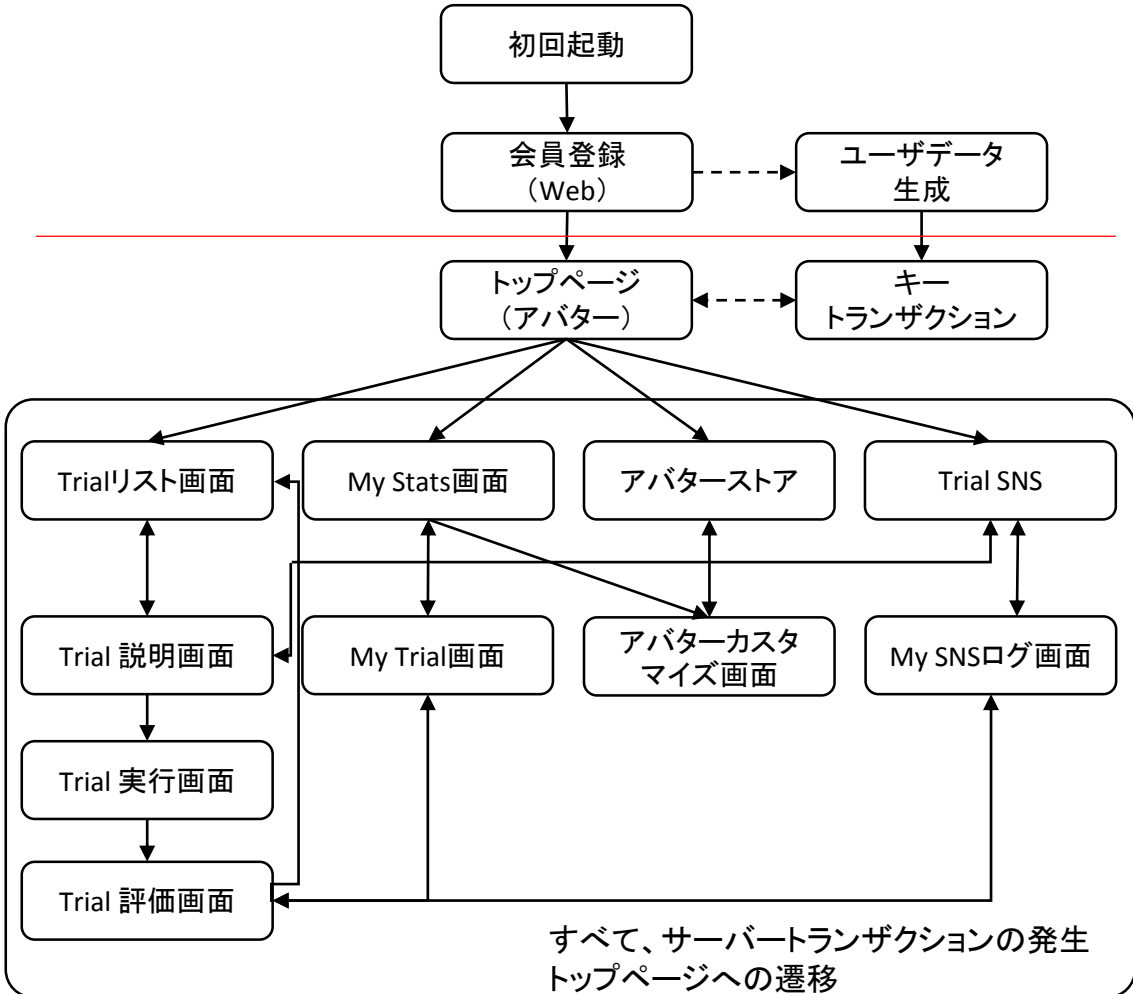 初回起動
会員登録
(Web)
ユーザデータ
生成
トップページ
(アバター)
キー
トランザクション
Trialリスト画面
My Stats画面
アバターストア
Trial SNS
Trial 説明画面
My Trial画面
アバターカスタ
マイズ画面
My SNSログ画面
Trial 実行画面
Trial 評価画面
すべて、サーバートランザクションの発生
トップページへの遷移